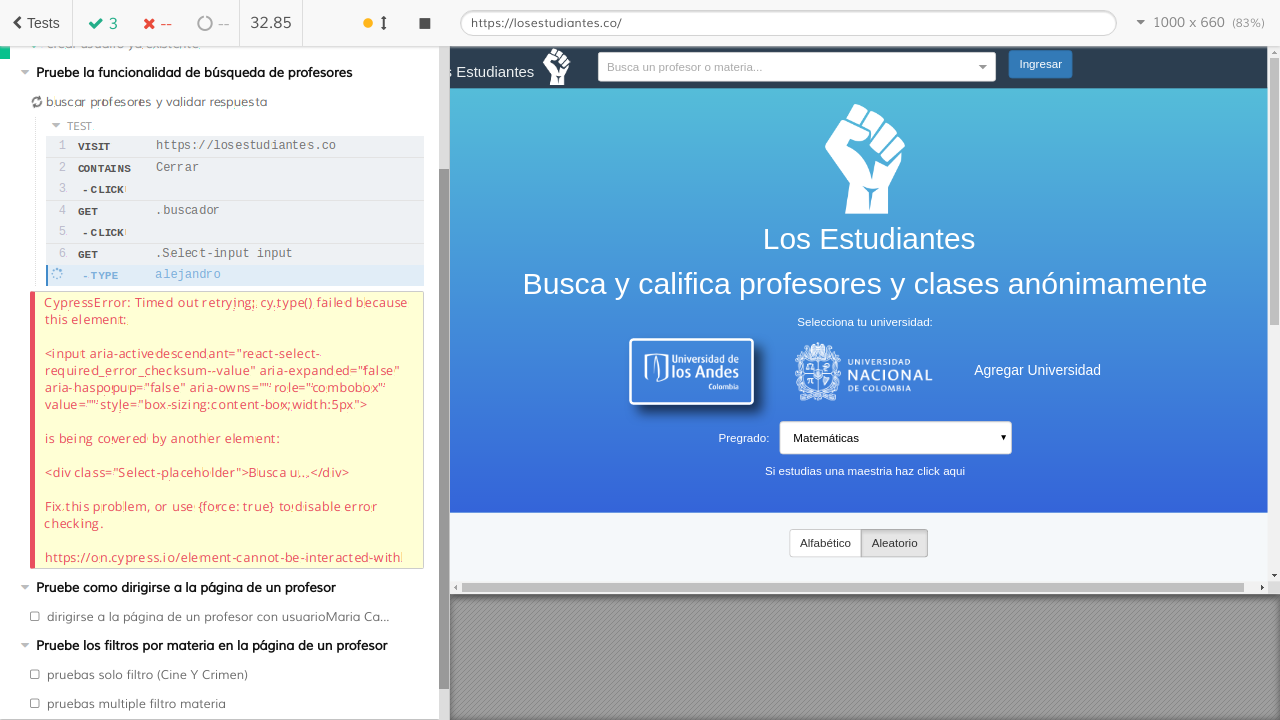 Tests
3
--
--
32.85
https://losestudiantes.co/
1000 x 660 (83%)
crear usuario ya existente
Pruebe la funcionalidad de búsqueda de profesores
buscar profesores y validar respuesta
TEST
1 VISIT https://losestudiantes.co
2 CONTAINS Cerrar
3 - CLICK
4 GET .buscador
5 - CLICK
6 GET .Select-input input
- TYPE alejandro
CypressError: Timed out retrying: cy.type() failed because
this element:
<input aria-activedescendant="react-select-
required_error_checksum--value" aria-expanded="false"
aria-haspopup="false" aria-owns="" role="combobox"
value="" style="box-sizing:content-box;width:5px">
is being covered by another element:
<div class="Select-placeholder">Busca u...</div>
Fix this problem, or use {force: true} to disable error
checking.
https://on.cypress.io/element-cannot-be-interacted-with
Pruebe como dirigirse a la página de un profesor
dirigirse a la página de un profesor con usuarioMaria Ca...
Pruebe los filtros por materia en la página de un profesor
pruebas solo filtro (Cine Y Crimen)
pruebas multiple filtro materia
s Estudiantes
Busca un profesor o materia...
Ingresar
Los Estudiantes
Busca y califica profesores y clases anónimamente
Selecciona tu universidad:
Universidad de
los Andes
Colombia
UNIVERSIDAD
NACIONAL
DE COLOMBIA
Agregar Universidad
Pregrado: Matemáticas
Si estudias una maestria haz click aqui
Alfabético Aleatorio